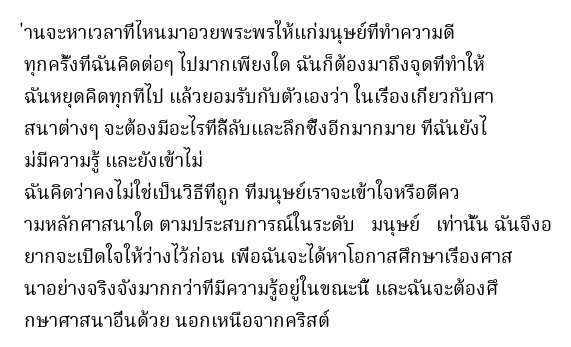 ่านจะหาเวลาที่ไหนมาอวยพระพรให้แก่มนุษย์ที่ทำความดี
ทุกครั้งที่ฉันคิดต่อๆ ไปมากเพียงใด ฉันก็ต้องมาถึงจุดที่ทำให้
ฉันหยุดคิดทุกทีไป แล้วยอมรับกับตัวเองว่า ในเรื่องเกี่ยวกับศา
สนาต่างๆ จะต้องมีอะไรที่ลี้ลับและลึกซึ้งอีกมากมาย ที่ฉันยังไ
ม่มีความรู้ และยังเข้าไม่
ฉันคิดว่าคงไม่ใช่เป็นวิธีที่ถูก ที่มนุษย์เราจะเข้าใจหรือตีคว
ามหลักศาสนาใด ตามประสบการณ์ในระดับ มนุษย์ เท่านั้น ฉันจึงอ
ยากจะเปิดใจให้ว่างไว้ก่อน เพื่อฉันจะได้หาโอกาสศึกษาเรื่องศาส
นาอย่างจริงจังมากกว่าที่มีความรู้อยู่ในขณะนี้ และฉันจะต้องศึ
กษาศาสนาอื่นด้วย นอกเหนือจากคริสต์